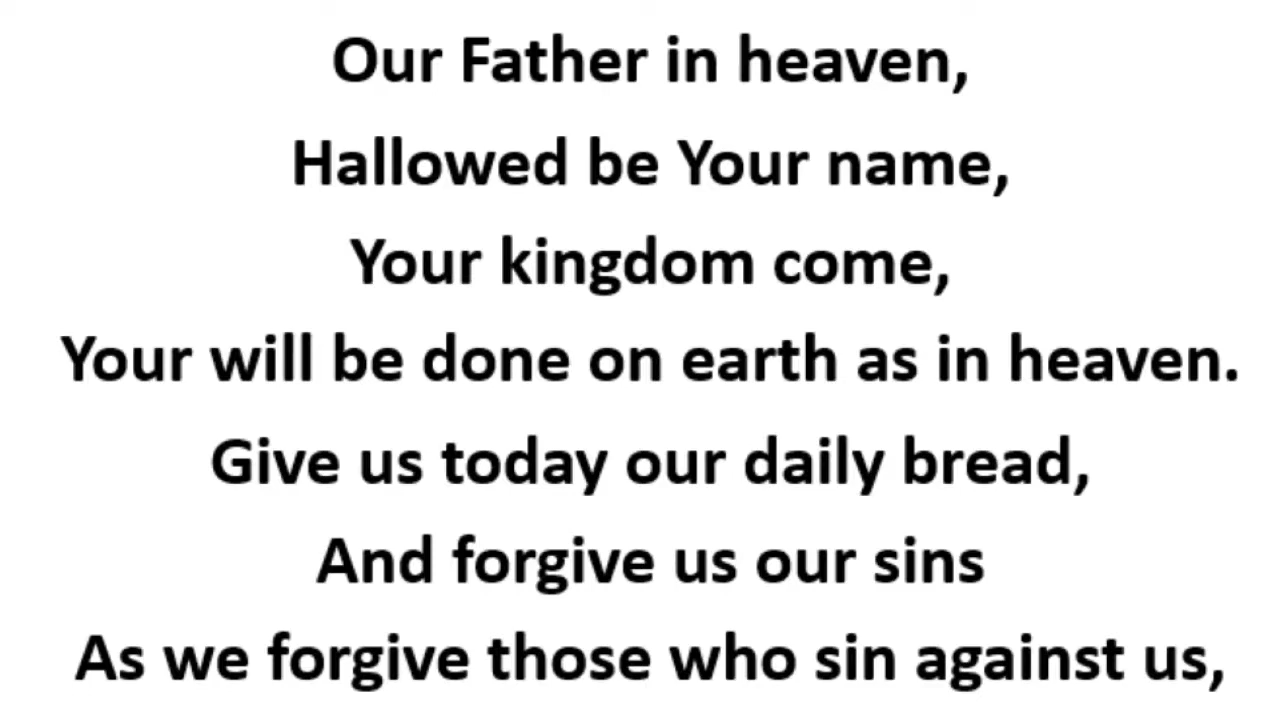 Our Father in heaven,
Hallowed be Your name,
Your kingdom come,
Your will be done on earth as in heaven.
Give us today our daily bread,
And forgive us our sins
As we forgive those who sin against us,